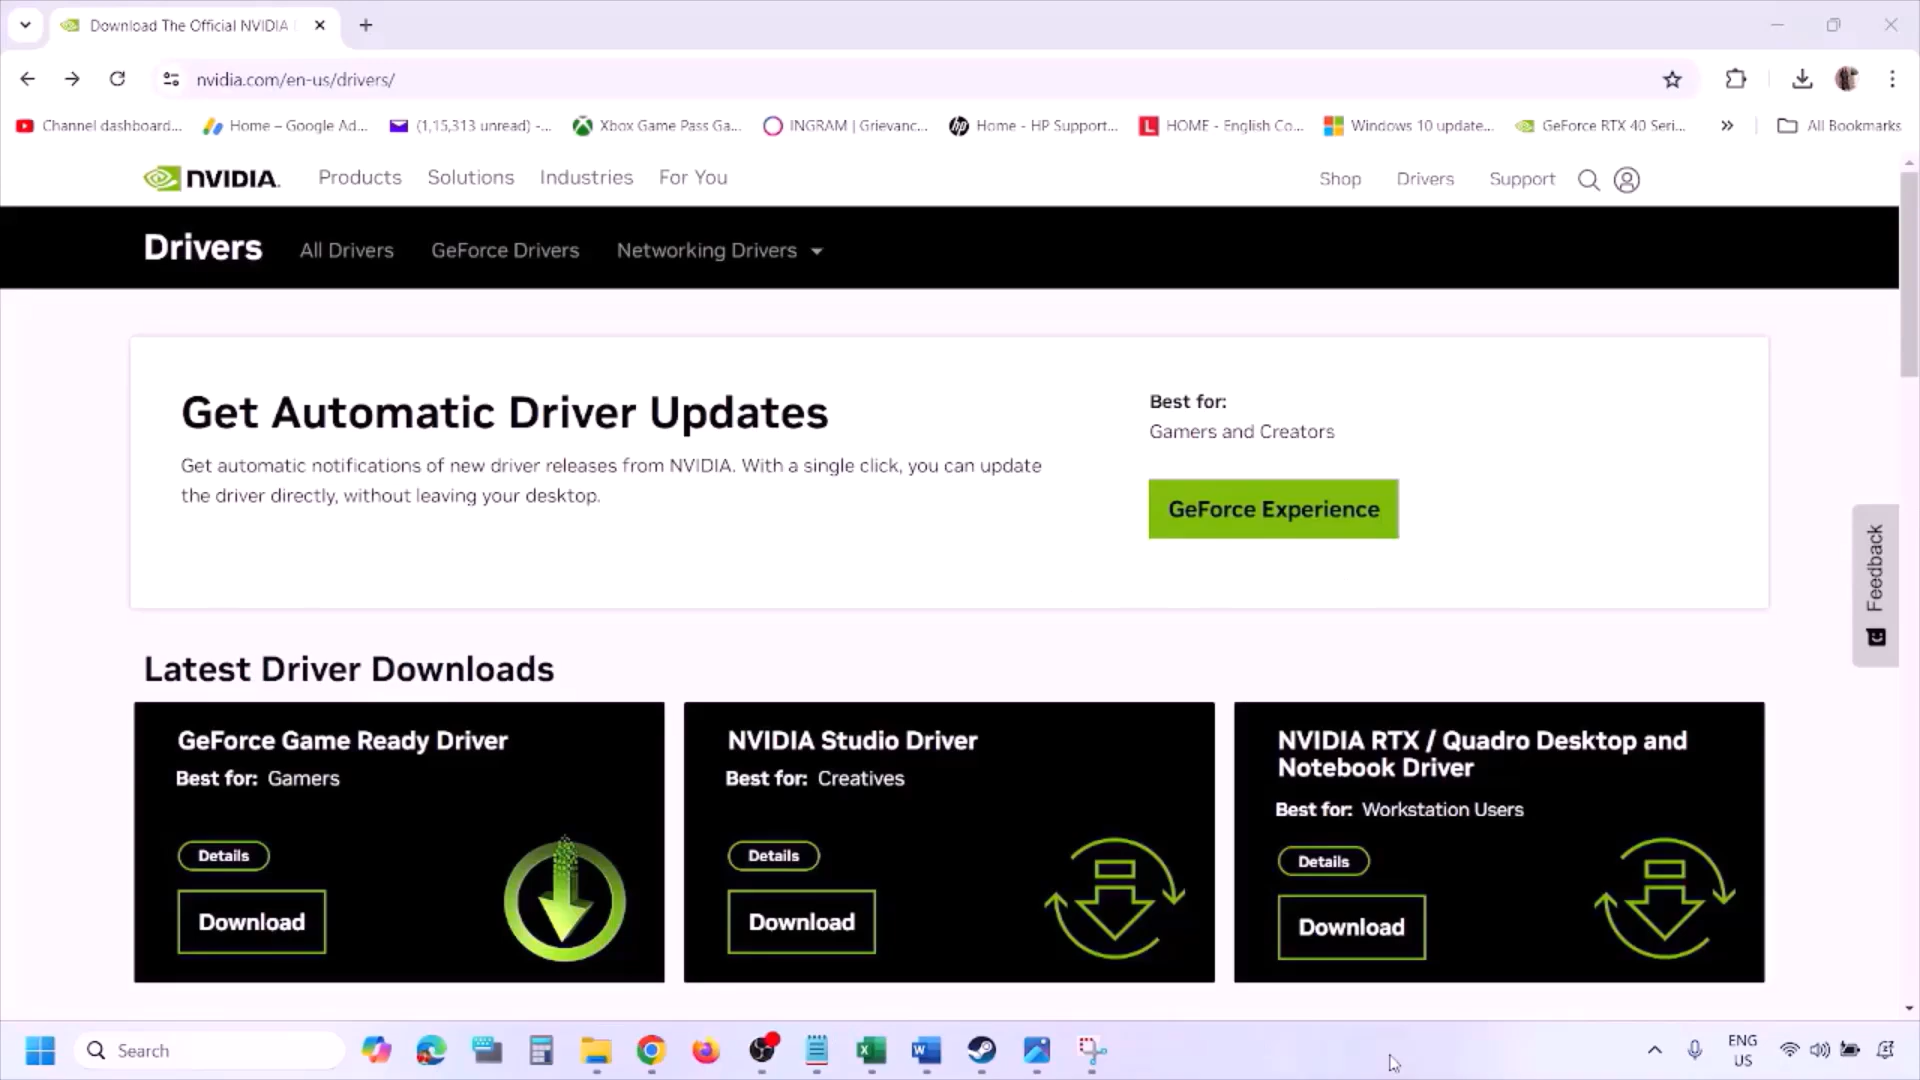 Download The Official NVIDIA
nvidia.com/en-us/drivers/
Channel dashboard...
Home – Google Ad...
(1,15,313 unread) -...
Xbox Game Pass Ga...
INGRAM | Grievanc...
Home - HP Support...
L HOME - English Co...
Windows 10 update...
GeForce RTX 40 Seri...
All Bookmarks
NVIDIA.
Products
Solutions
Industries
For You
Shop
Drivers
Support
Drivers
All Drivers
GeForce Drivers
Networking Drivers
Get Automatic Driver Updates
Get automatic notifications of new driver releases from NVIDIA. With a single click, you can update
the driver directly, without leaving your desktop.
Best for:
Gamers and Creators
GeForce Experience
Feedback
Latest Driver Downloads
GeForce Game Ready Driver
Best for: Gamers
Details
Download
NVIDIA Studio Driver
Best for: Creatives
Details
Download
NVIDIA RTX / Quadro Desktop and
Notebook Driver
Best for: Workstation Users
Details
Download
Search
ENG
US